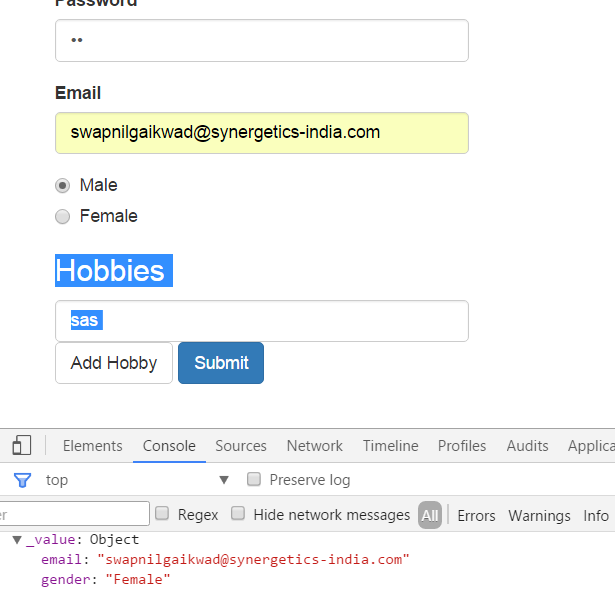 Password
••
Email
swapnilgaikwad@synergetics-india.com
Male
Female
Hobbies
sas
Add Hobby Submit
Elements Console Sources Network Timeline Profiles Audits Applica
top ▼ Preserve log
er Regex Hide network messages All Errors Warnings Info
▼ _value: Object
email: "swapnilgaikwad@synergetics-india.com"
gender: "Female"